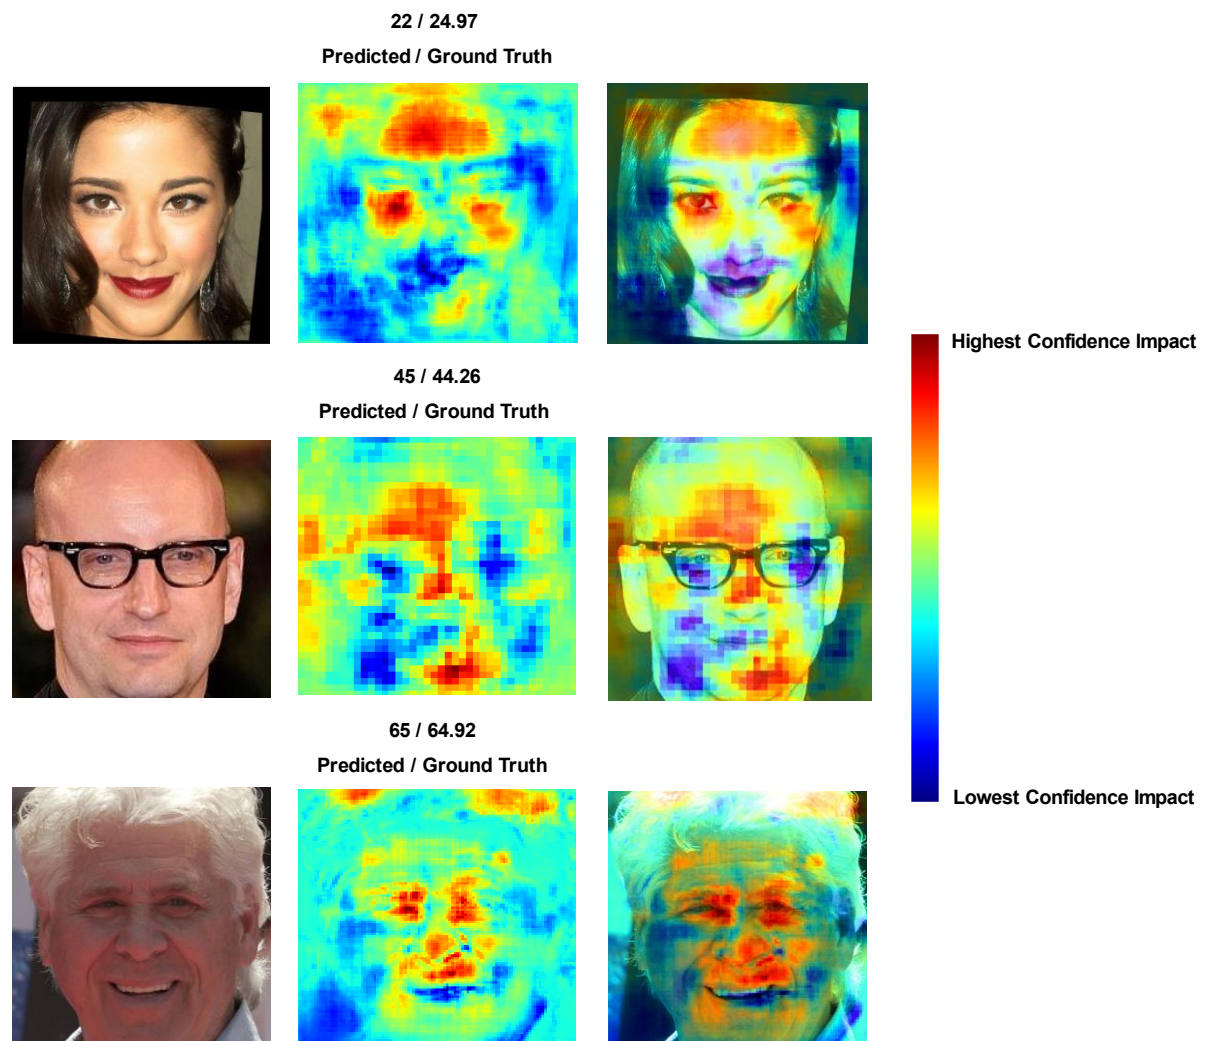 22 / 24.97
Predicted / Ground Truth
Highest Confidence Impact
45 / 44.26
Predicted / Ground Truth
65 / 64.92
Predicted / Ground Truth
Lowest Confidence Impact